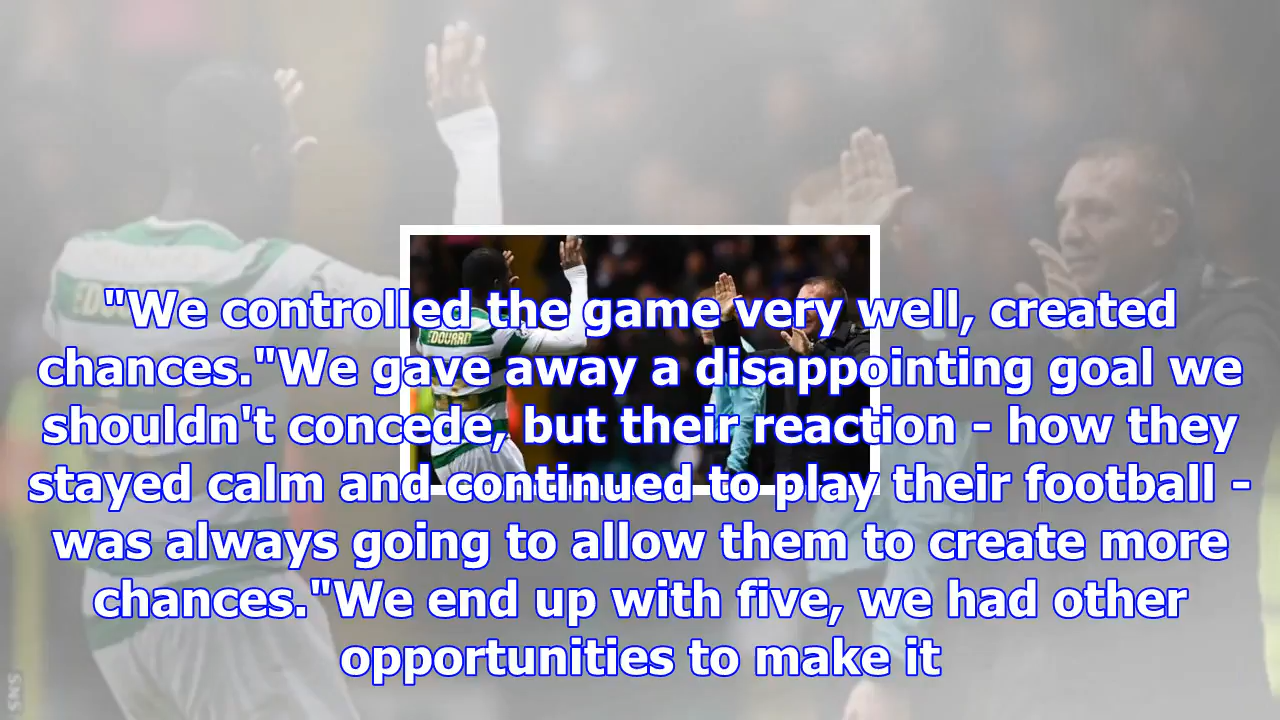 "We controlled the game very well, created
chances."We gave away a disappointing goal we
shouldn't concede, but their reaction - how they
stayed calm and continued to play their football -
was always going to allow them to create more
chances."We end up with five, we had other
opportunities to make it
EDOUARD
SNS